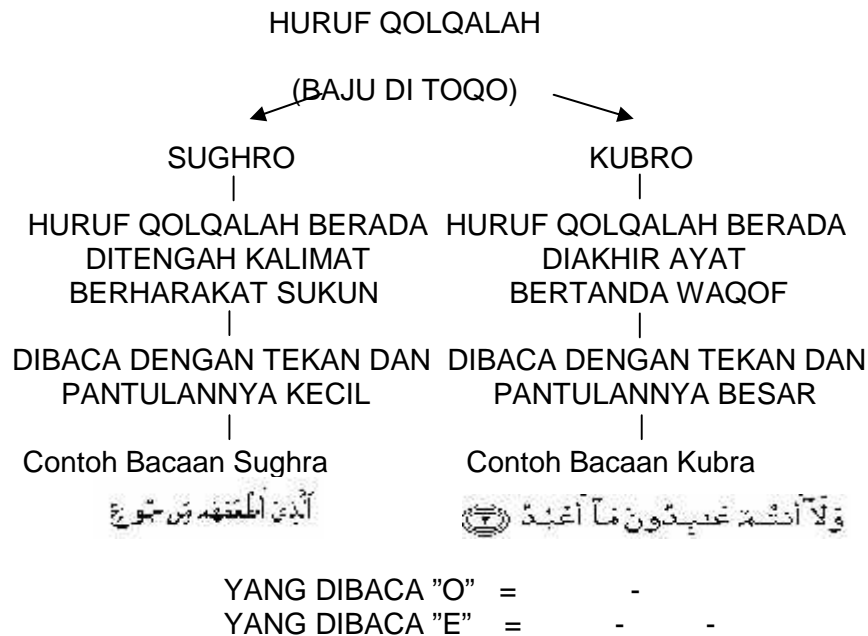 HURUF QOLQALAH
(BAJU DI TOQO)
SUGHRO
HURUF QOLQALAH BERADA
DITENGAH KALIMAT
BERHARAKAT SUKUN
DIBACA DENGAN TEKAN DAN
PANTULANNYA KECIL
Contoh Bacaan Sughra
ٱلَّذِىٓ أَطْعَمَهُم مِّن جُوعٍ
KUBRO
HURUF QOLQALAH BERADA
DIAKHIR AYAT
BERTANDA WAQOF
DIBACA DENGAN TEKAN DAN
PANTULANNYA BESAR
Contoh Bacaan Kubra
وَلَآ أَنتُمْ عَـٰبِدُونَ مَآ أَعْبُدُ
YANG DIBACA ”O” = -
YANG DIBACA ”E” = - -